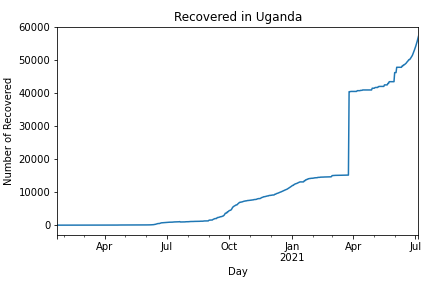 Recovered in Uganda
60000
50000
40000
30000
20000
10000
0
Number of Recovered
Apr
Jul
Oct
Jan
2021
Apr
Jul
Day